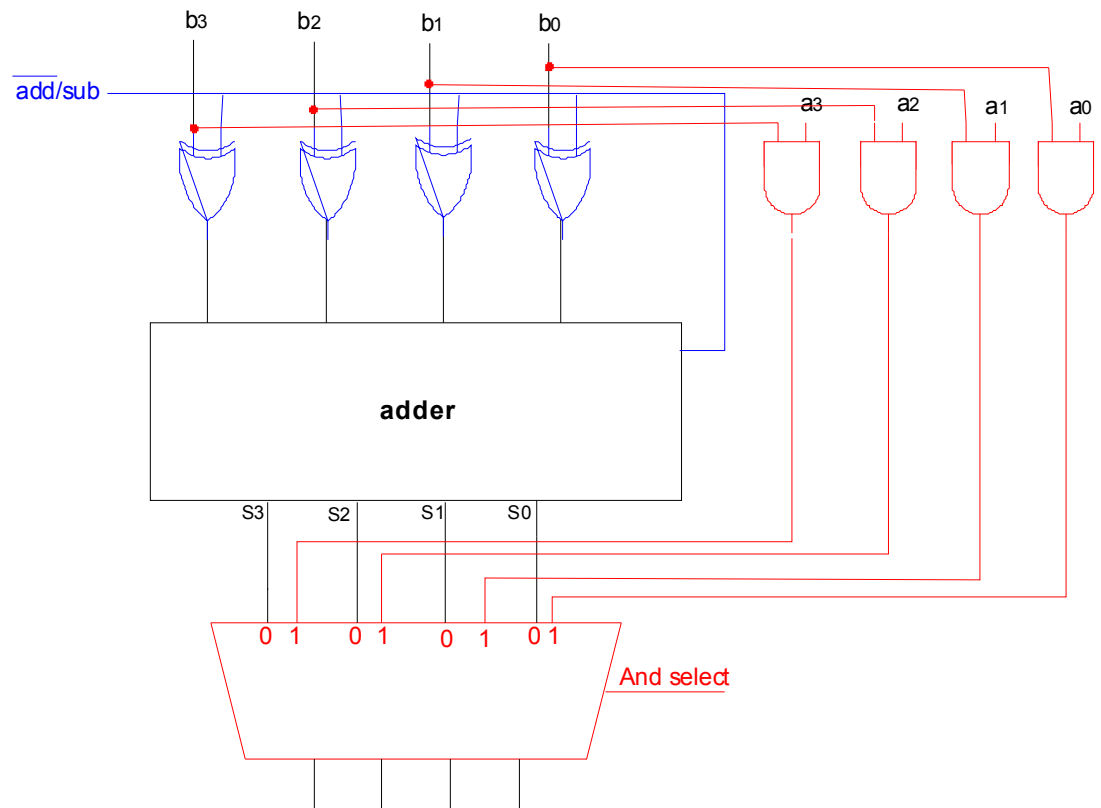 b3 b2 b1 b0
add/sub
a3 a2 a1 a0
adder
S3 S2 S1 S0
0 1 0 1 0 1 0 1
And select